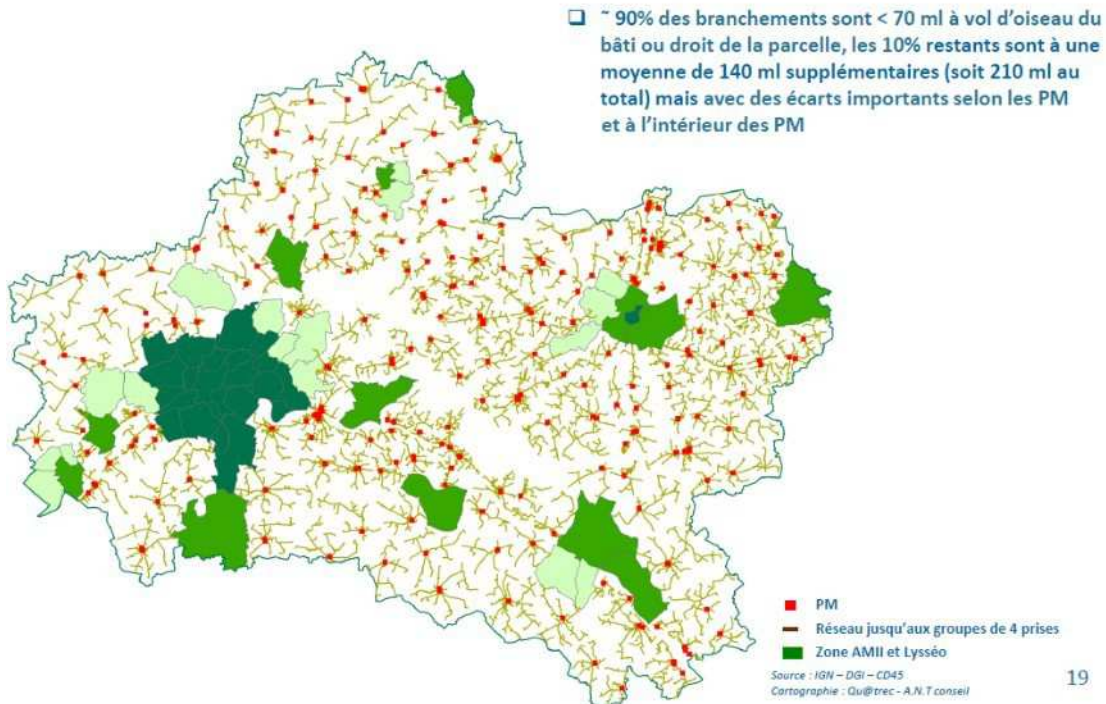 ❑ ~ 90% des branchements sont < 70 ml à vol d’oiseau du
bâti ou droit de la parcelle, les 10% restants sont à une
moyenne de 140 ml supplémentaires (soit 210 ml au
total) mais avec des écarts importants selon les PM
et à l’intérieur des PM
PM
Réseau jusqu’aux groupes de 4 prises
Zone AMII et Lysséo
Source : IGN – DGI – CD45
Cartographie : Qu@trec - A.N.T conseil
19